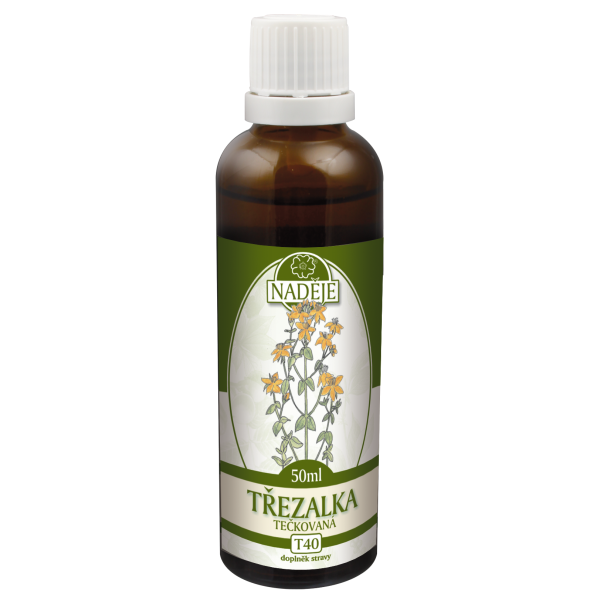 NADĚJE
50ml
TŘEZALKA
TEČKOVANÁ
T40
doplněk stravy